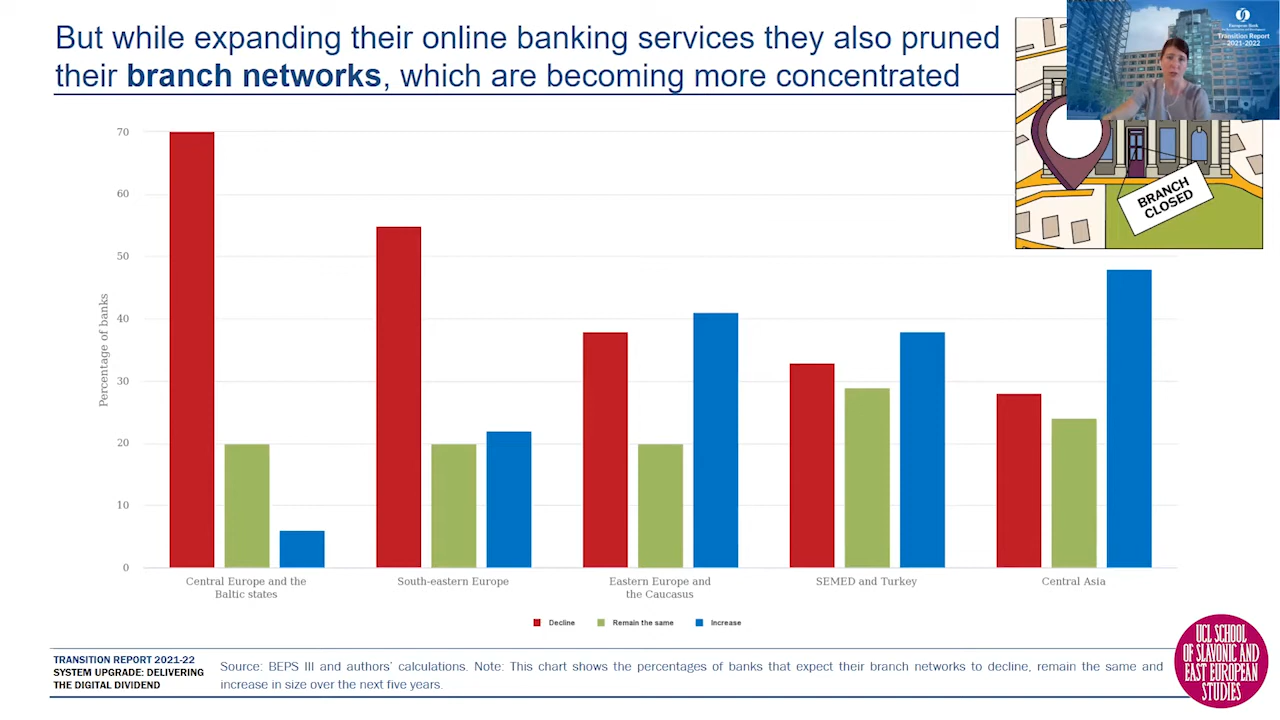 But while expanding their online banking services they also pruned
their branch networks, which are becoming more concentrated
European Bank
Transition Report
2021-2022
BRANCH
CLOSED
70
60
50
40
30
20
10
0
Percentage of banks
Central Europe and the
Baltic states
South-eastern Europe
Eastern Europe and
the Caucasus
SEMED and Turkey
Central Asia
Decline
Remain the same
Increase
TRANSITION REPORT 2021-22
SYSTEM UPGRADE: DELIVERING
THE DIGITAL DIVIDEND
Source: BEPS III and authors’ calculations. Note: This chart shows the percentages of banks that expect their branch networks to decline, remain the same and
increase in size over the next five years.
UCL SCHOOL
OF SLAVONIC AND
EAST EUROPEAN
STUDIES